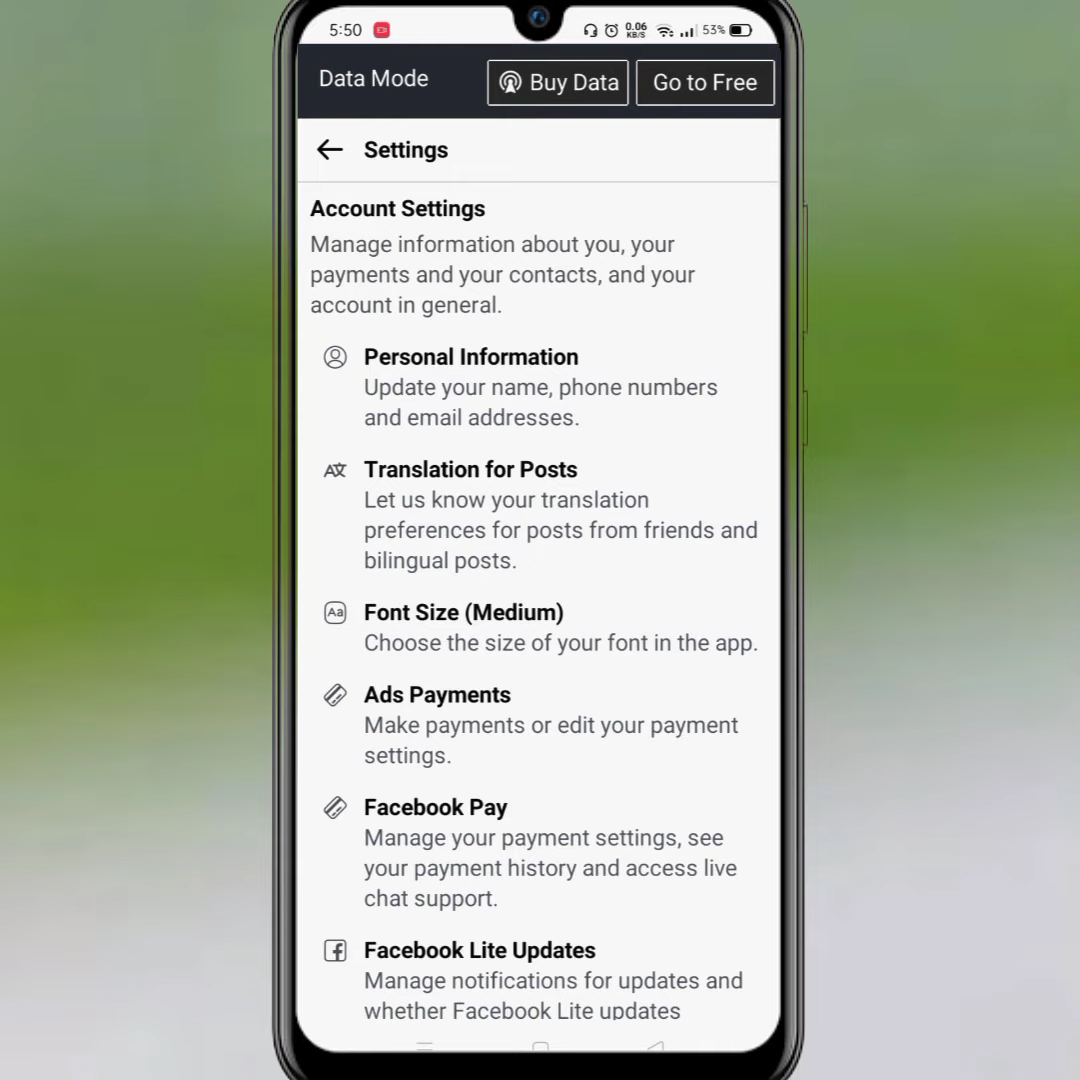 5:50 0.06 KB/S 53%
Data Mode Buy Data Go to Free
Settings
Account Settings
Manage information about you, your
payments and your contacts, and your
account in general.
Personal Information
Update your name, phone numbers
and email addresses.
Translation for Posts
Let us know your translation
preferences for posts from friends and
bilingual posts.
Aa Font Size (Medium)
Choose the size of your font in the app.
Ads Payments
Make payments or edit your payment
settings.
Facebook Pay
Manage your payment settings, see
your payment history and access live
chat support.
Facebook Lite Updates
Manage notifications for updates and
whether Facebook Lite updates